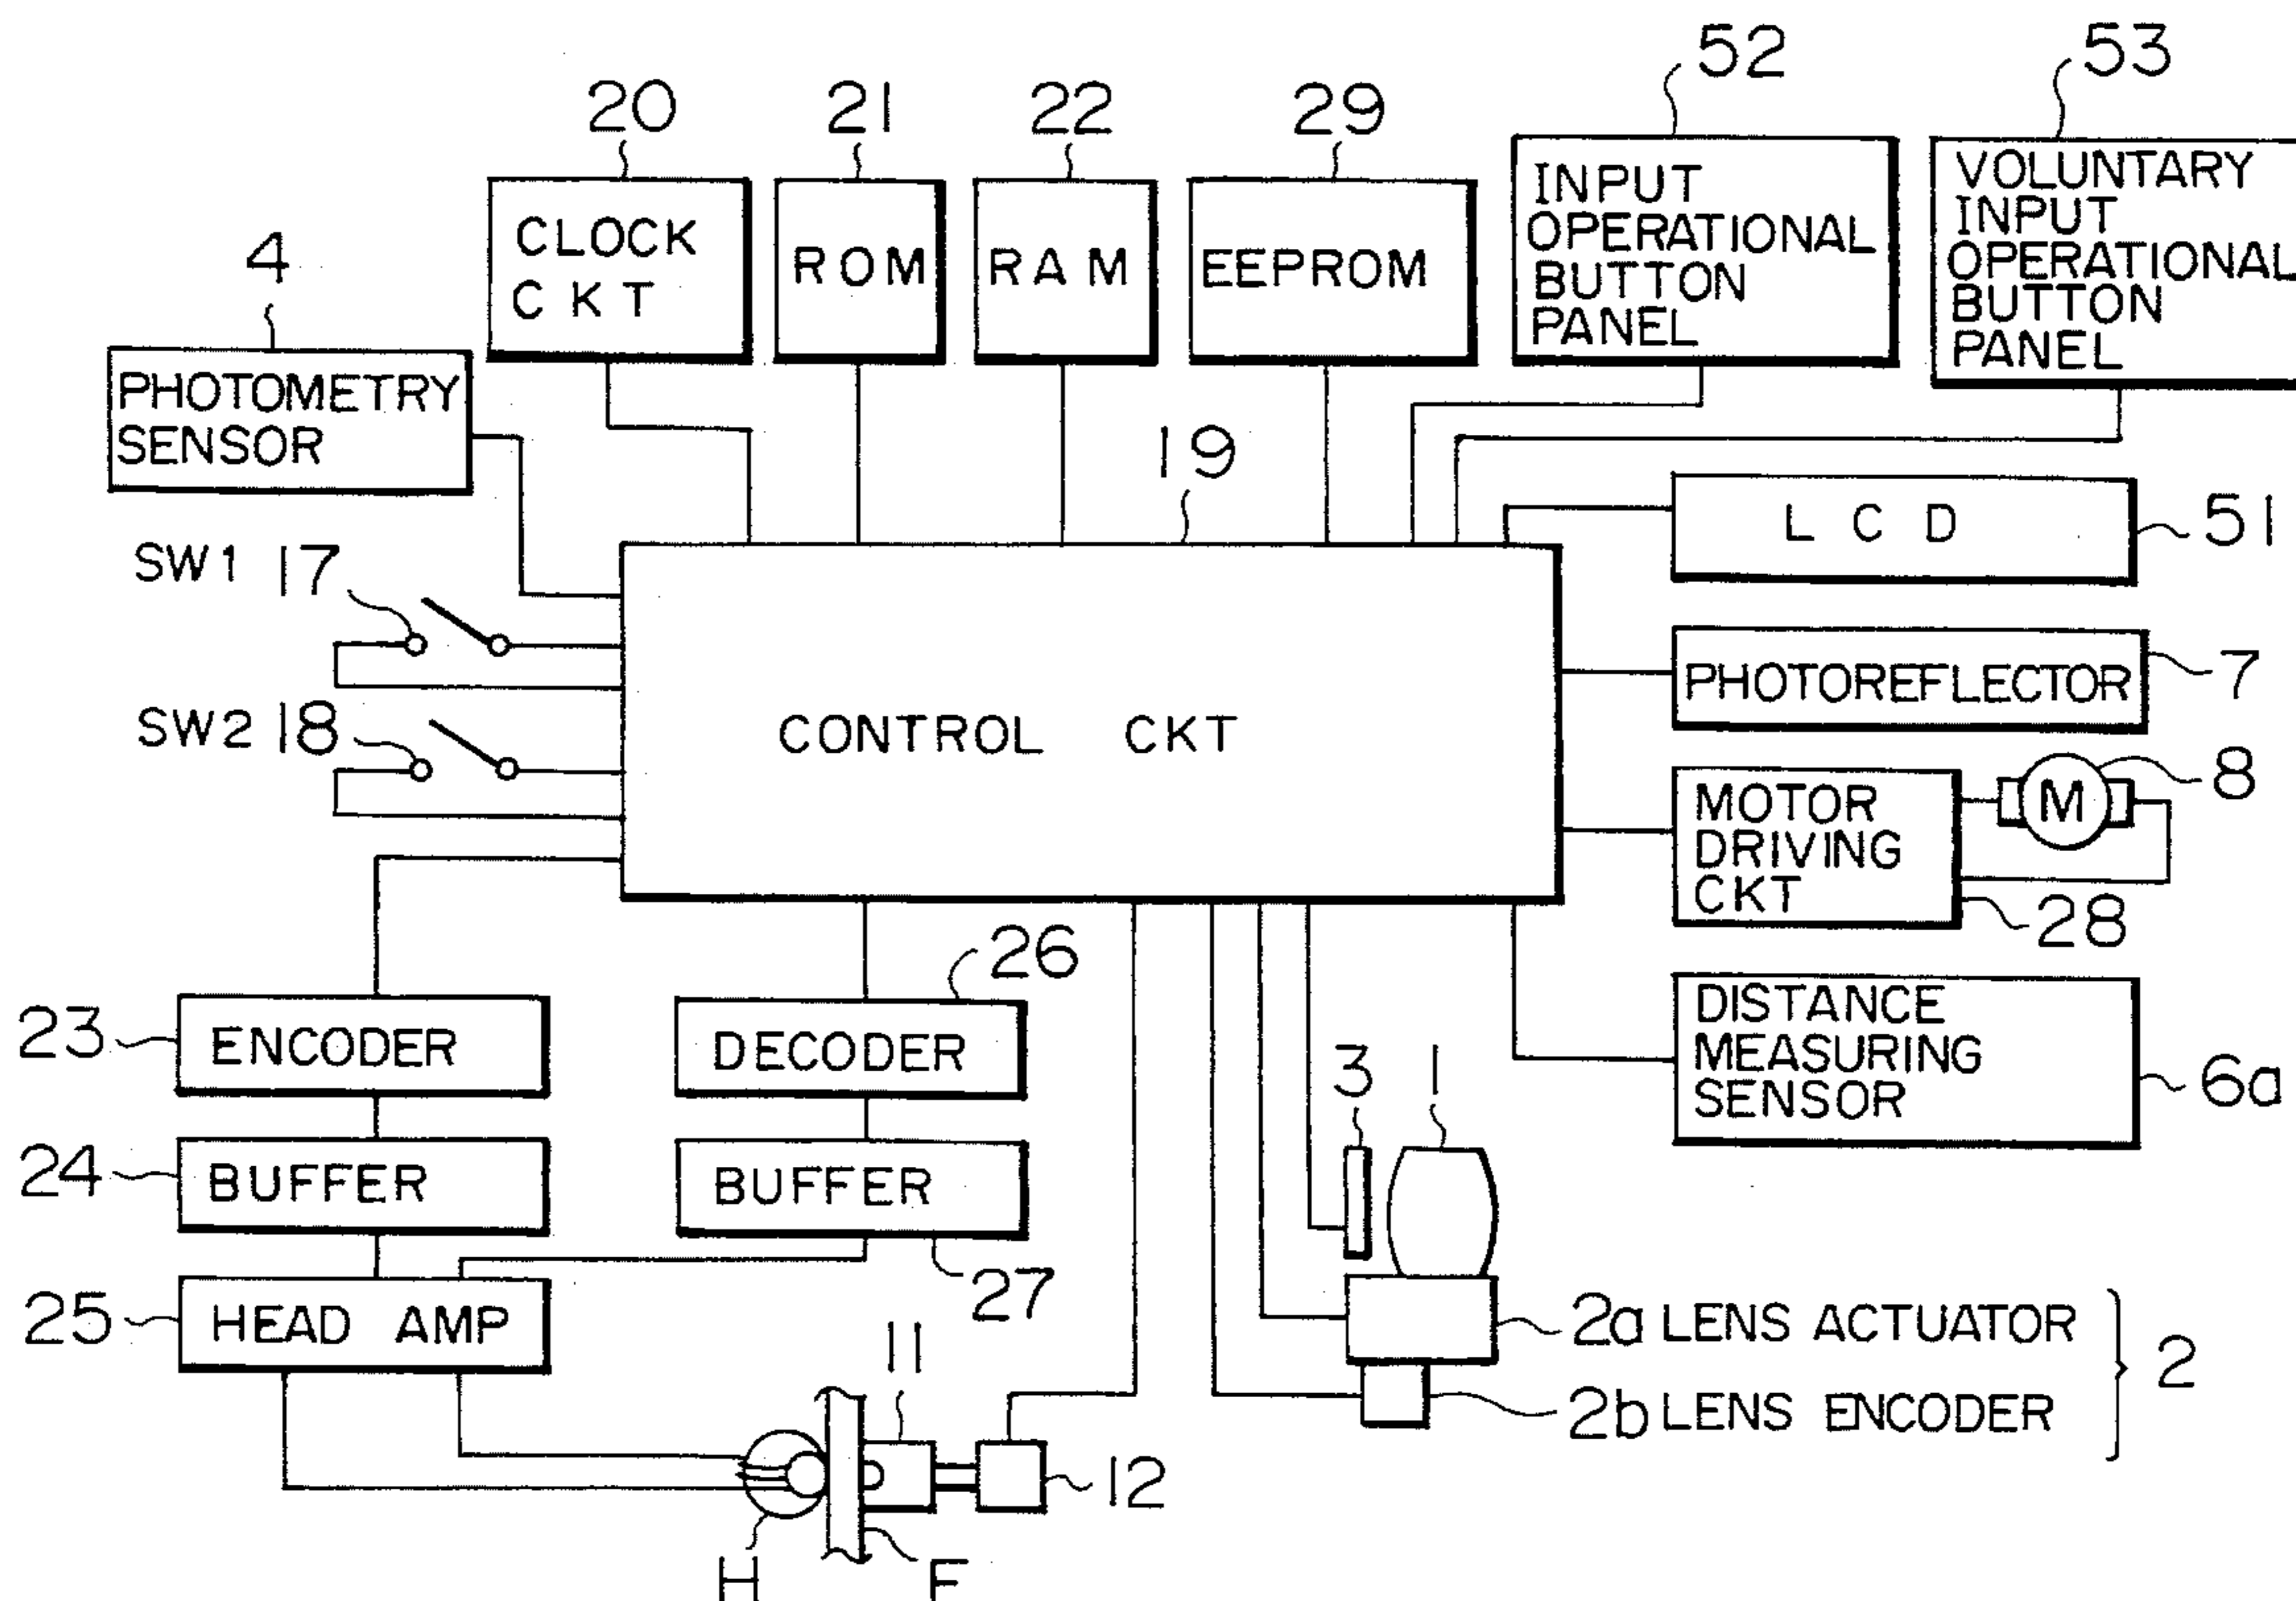 52
53
20
21
22
29
CLOCK
CKT
ROM
RAM
EEPROM
INPUT
OPERATIONAL
BUTTON
PANEL
VOLUNTARY
INPUT
OPERATIONAL
BUTTON
PANEL
4
PHOTOMETRY
SENSOR
19
LCD
51
SW1 17
PHOTOREFLECTOR
7
SW2 18
CONTROL CKT
MOTOR
DRIVING
CKT
M
8
28
26
23
ENCODER
DECODER
DISTANCE
MEASURING
SENSOR
6a
3
1
24
BUFFER
BUFFER
27
25
HEAD AMP
11
2a LENS ACTUATOR
2
2b LENS ENCODER
12
H
F